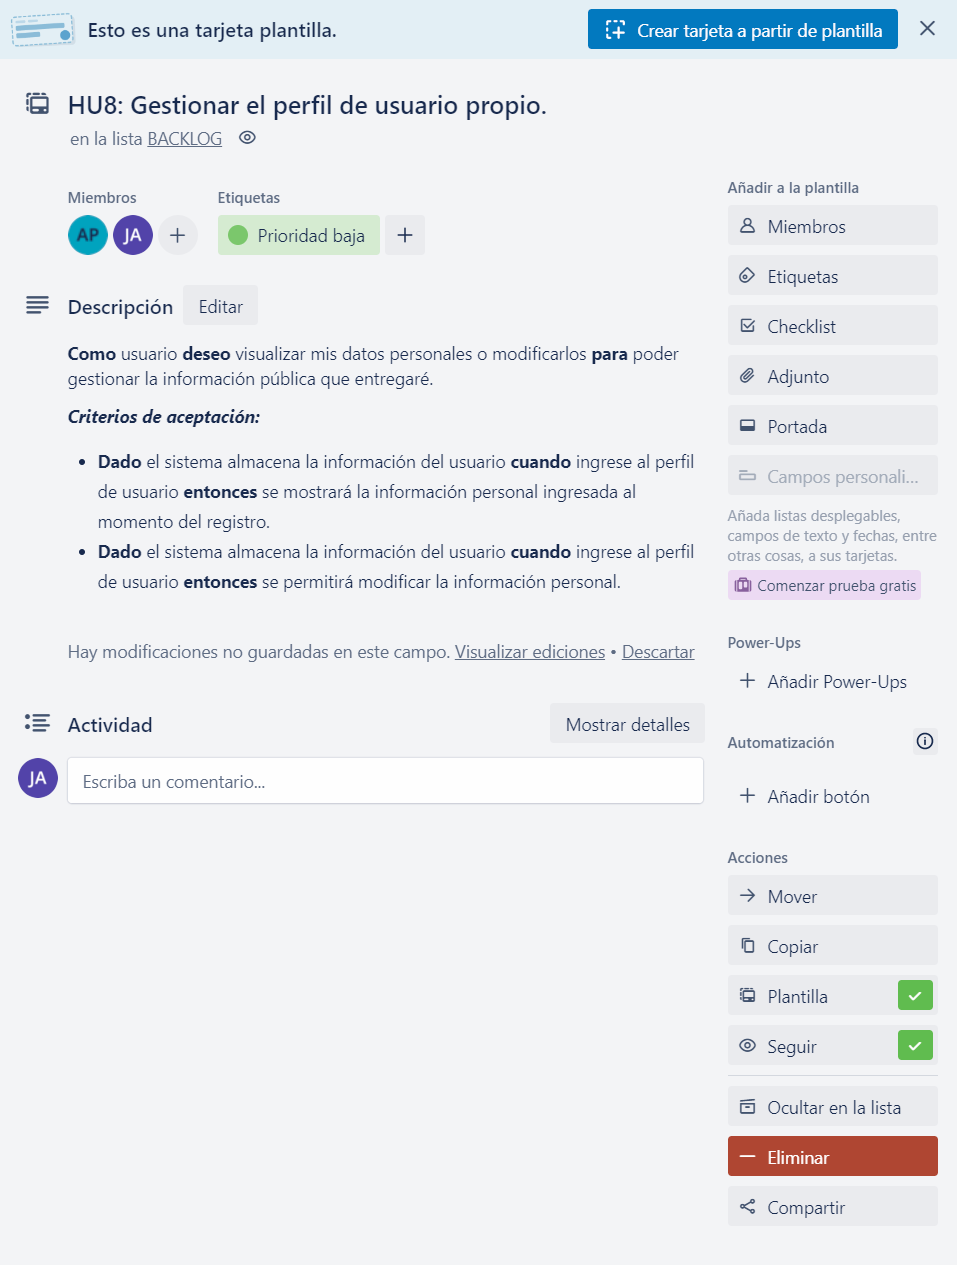 Esto es una tarjeta plantilla.
Crear tarjeta a partir de plantilla
HU8: Gestionar el perfil de usuario propio.
en la lista BACKLOG
Miembros
Etiquetas
AP
JA
Prioridad baja
Descripción
Editar
Como usuario deseo visualizar mis datos personales o modificarlos para poder
gestionar la información pública que entregaré.
Criterios de aceptación:
• Dado el sistema almacena la información del usuario cuando ingrese al perfil
de usuario entonces se mostrará la información personal ingresada al
momento del registro.
• Dado el sistema almacena la información del usuario cuando ingrese al perfil
de usuario entonces se permitirá modificar la información personal.
Hay modificaciones no guardadas en este campo. Visualizar ediciones • Descartar
Actividad
Mostrar detalles
JA
Escriba un comentario...
Añadir a la plantilla
Miembros
Etiquetas
Checklist
Adjunto
Portada
Campos personali...
Añada listas desplegables,
campos de texto y fechas, entre
otras cosas, a sus tarjetas.
Comenzar prueba gratis
Power-Ups
+ Añadir Power-Ups
Automatización
+ Añadir botón
Acciones
Mover
Copiar
Plantilla
Seguir
Ocultar en la lista
Eliminar
Compartir